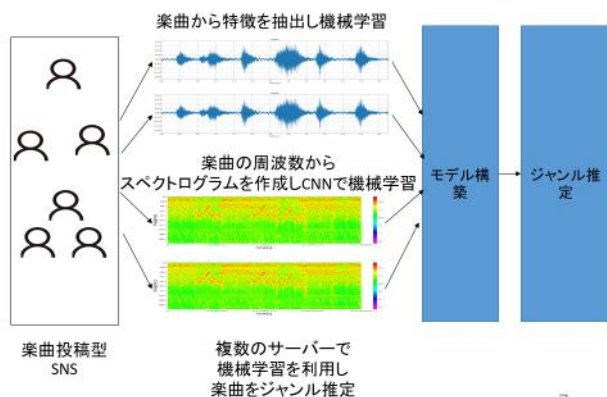 楽曲から特徴を抽出し機械学習
楽曲の周波数から
スペクトログラムを作成しCNNで機械学習
モデル構
築
ジャンル推
定
楽曲投稿型
SNS
複数のサーバーで
機械学習を利用し
楽曲をジャンル推定